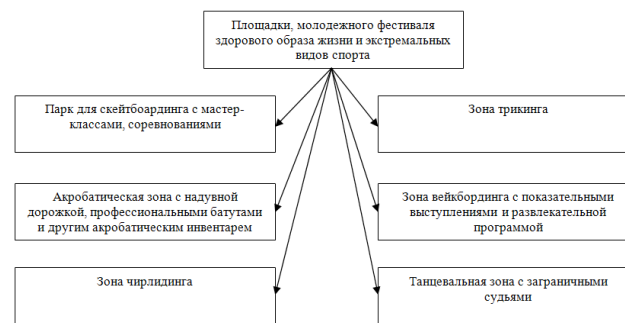 Площадки, молодежного фестиваля
здорового образа жизни и экстремальных
видов спорта
Парк для скейтбоардинга с мастер-
классами, соревнованиями
Зона трикинга
Акробатическая зона с надувной
дорожкой, профессиональными батутами
и другим акробатическим инвентарем
Зона вейкбординга с показательными
выступлениями и развлекательной
программой
Зона чирлидинга
Танцевальная зона с заграничными
судьями